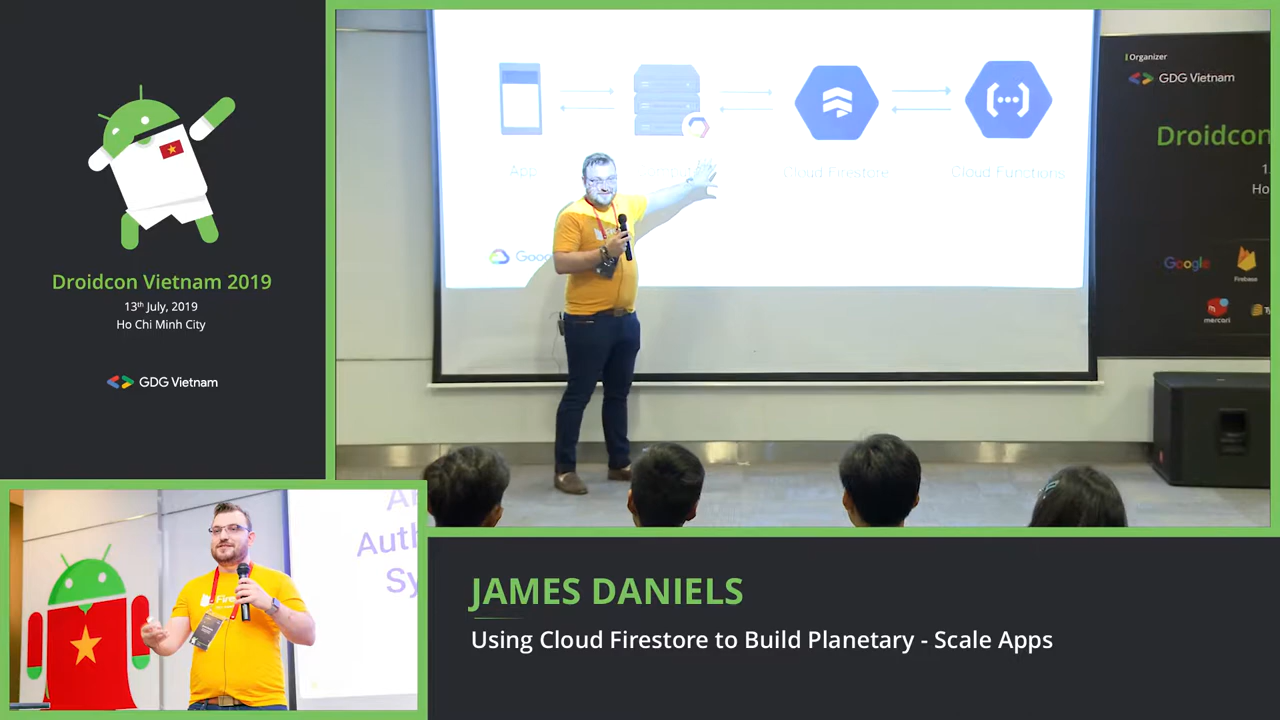 Droidcon Vietnam 2019
13th July, 2019
Ho Chi Minh City
GDG Vietnam
App
Cloud Firestore
Cloud Functions
Organizer
GDG Vietnam
Droidcon
Google
Firebase
mercari
JAMES DANIELS
Using Cloud Firestore to Build Planetary - Scale Apps